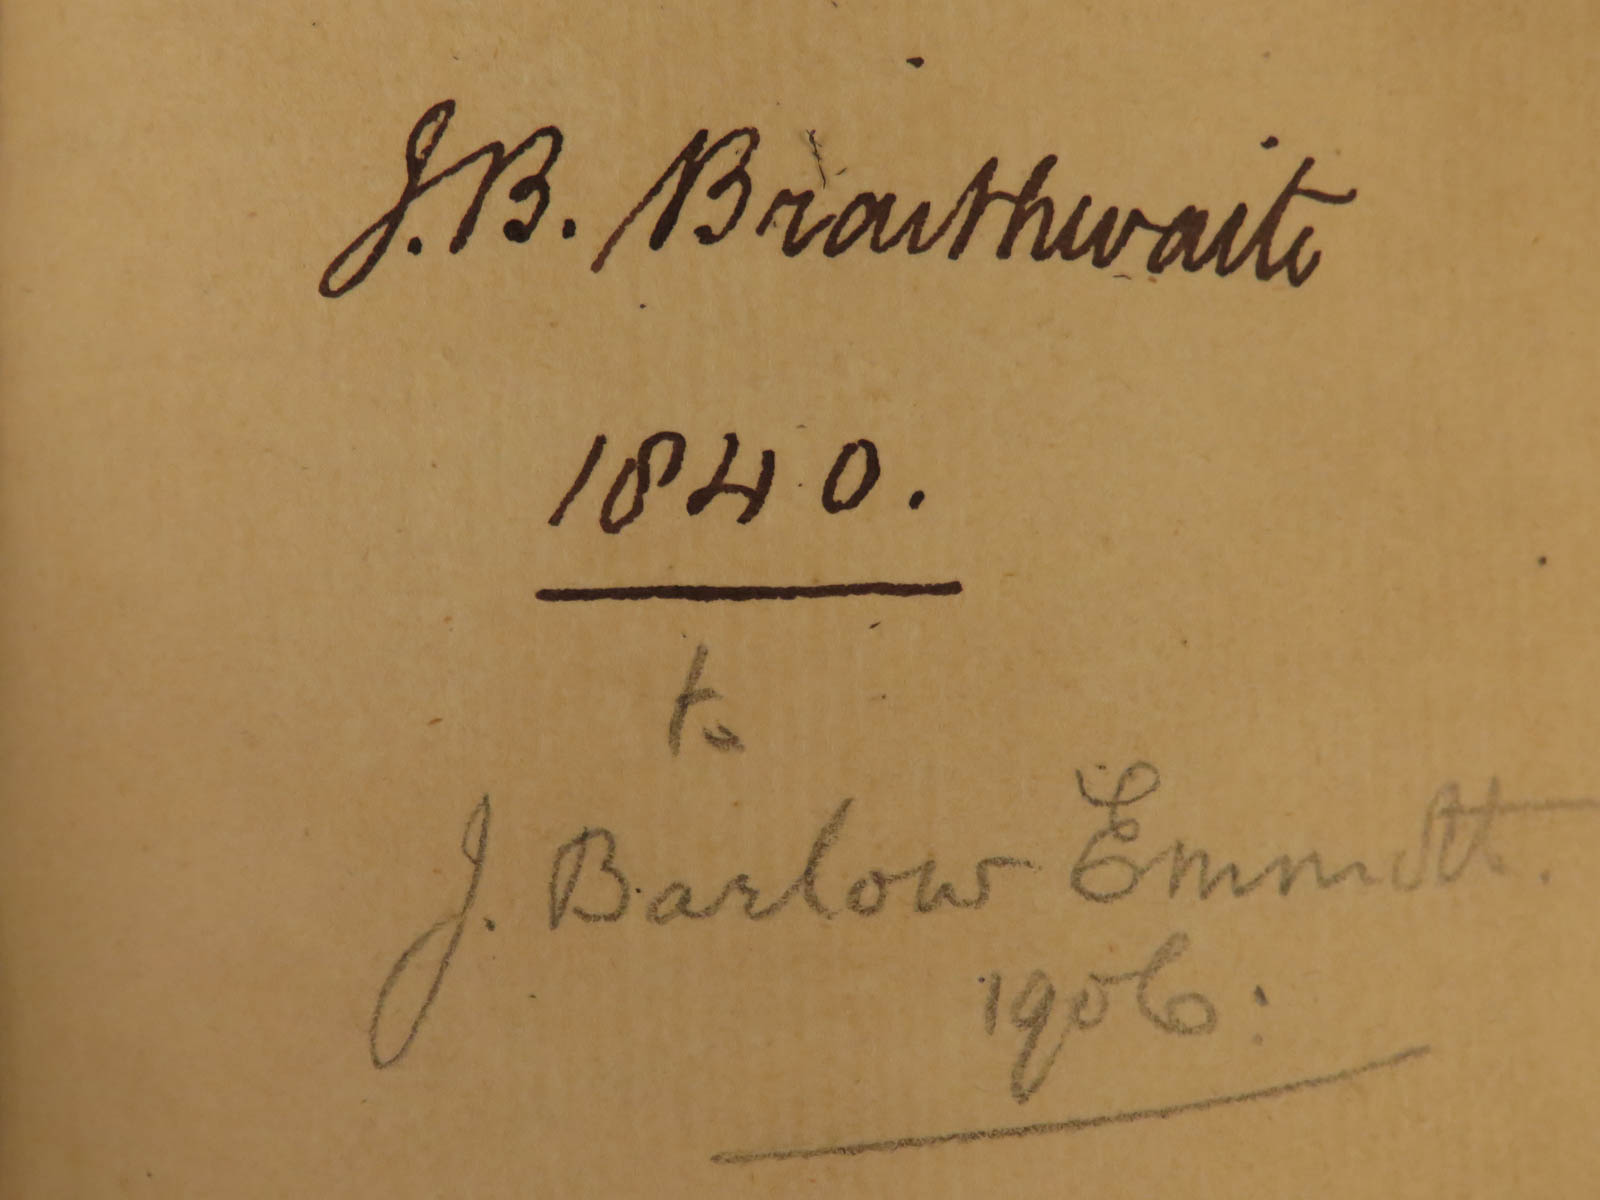 J. B. Braithwaite
1840.
to
J. Barlow Emmott.
1906: